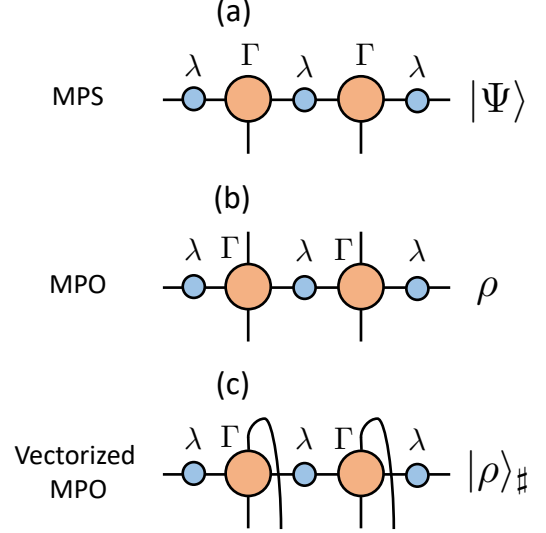 (a)
λ Γ λ Γ λ
MPS |Ψ⟩
(b)
λ Γ λ Γ λ
MPO ρ
(c)
λ Γ λ Γ λ
Vectorized
MPO
|ρ⟩♯